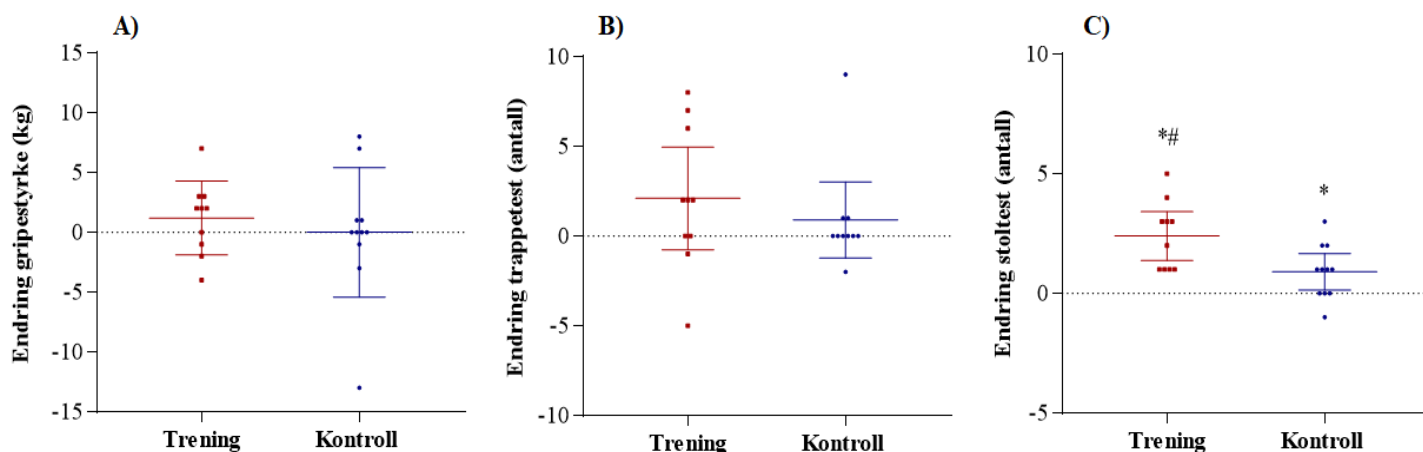 A)
Endring gripestyrke (kg)
15
10
5
0
-5
-10
-15
Trening Kontroll
B)
Endring trappetest (antall)
10
5
0
-5
-10
Trening Kontroll
C)
Endring stoltest (antall)
10
5
0
-5
*#
*
Trening Kontroll